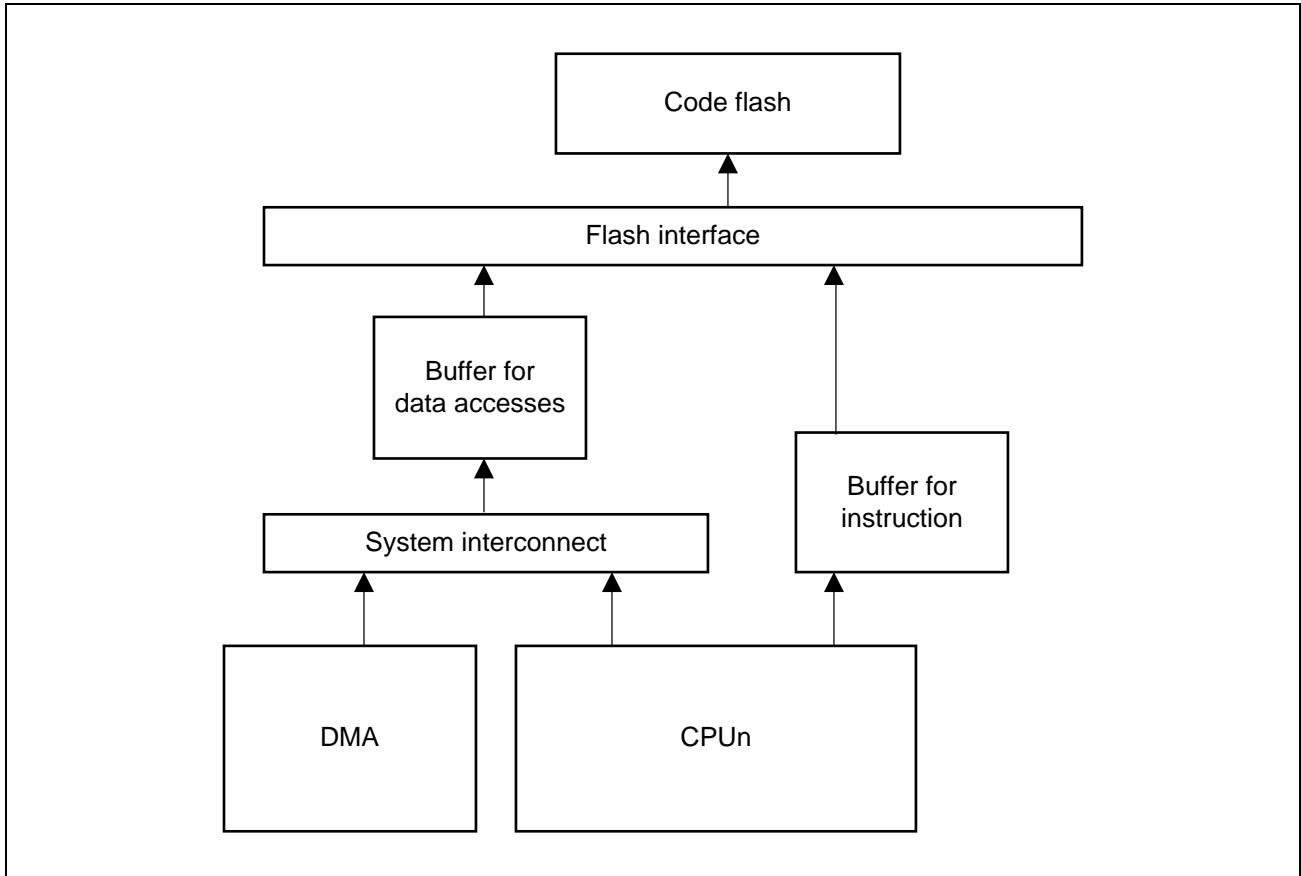 Code flash
Flash interface
Buffer for
data accesses
Buffer for
instruction
System interconnect
DMA
CPUn